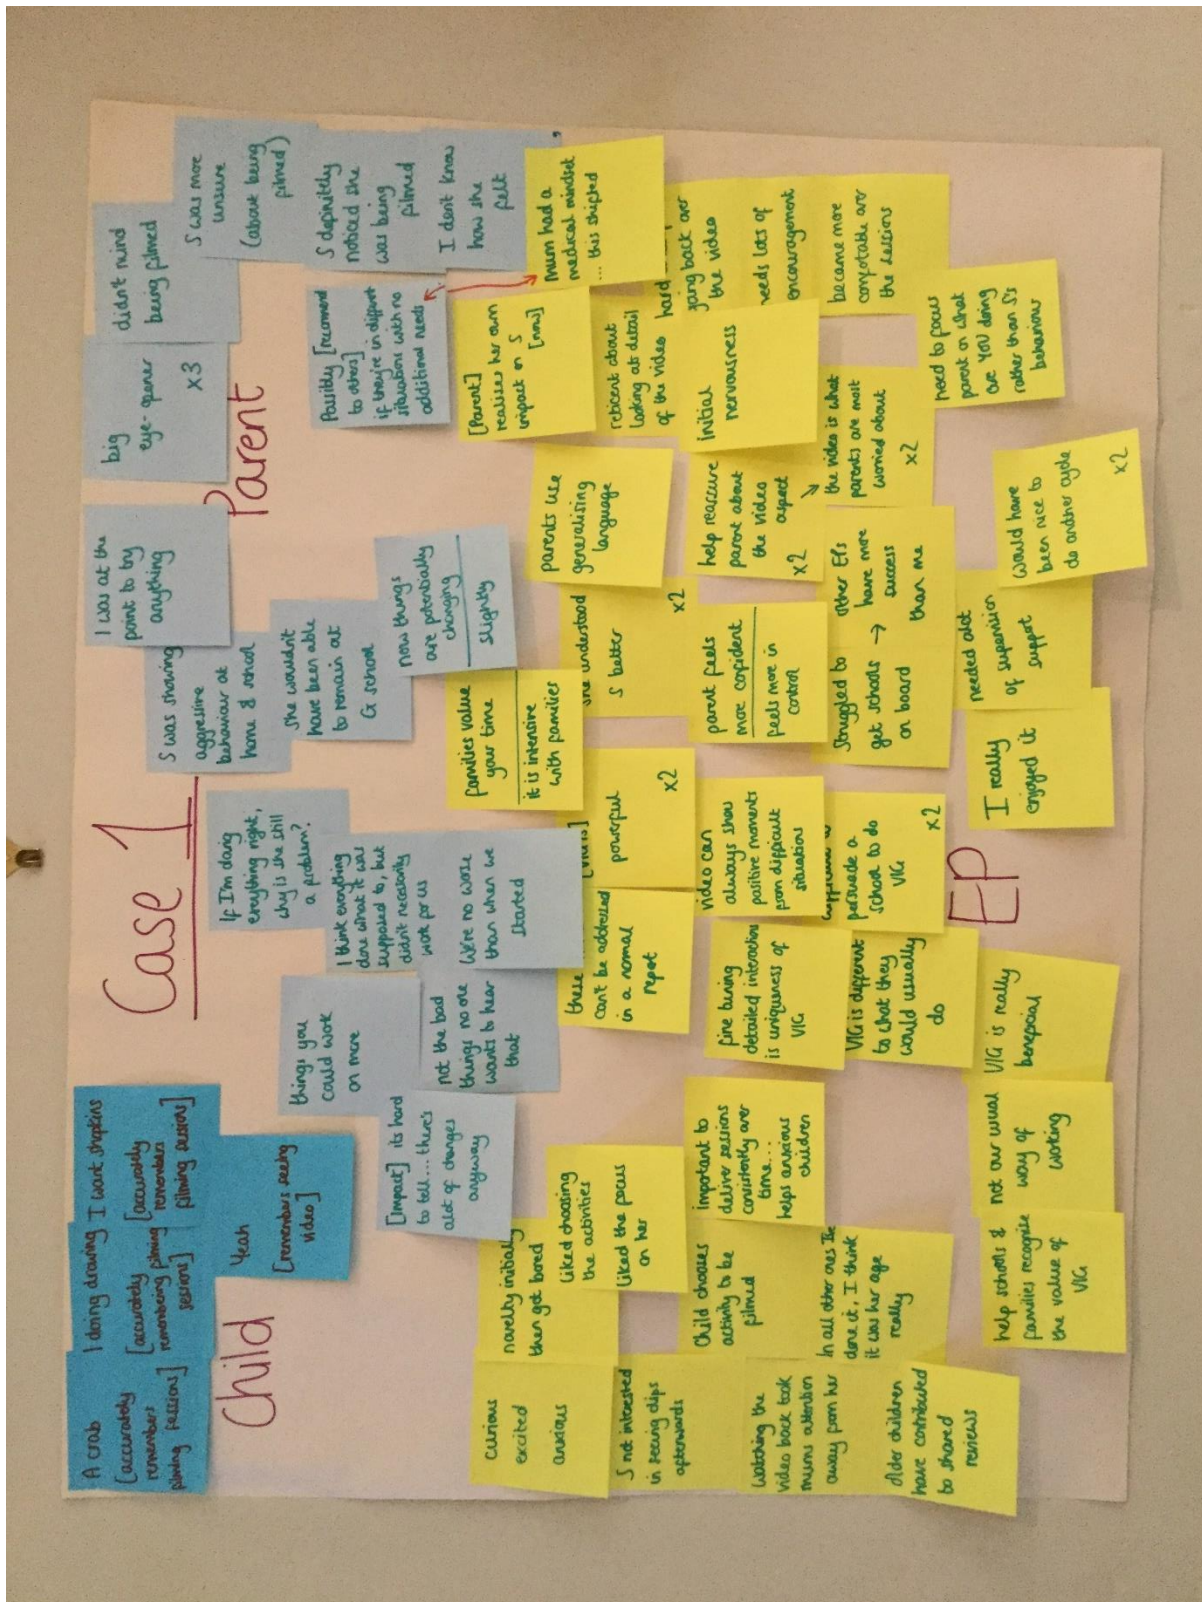 Case 1
Child
Parent
EP
A crab
[accurately
remembers
filming sessions]
I doing drawing
[accurately
remembering filming
sessions]
I want shopkins
[accurately
remembers
filming sessions]
Yeah
[remembers seeing
video]
things you
could work
on more
not the bad
things no one
wants to hear
that
[Impact] its hard
to tell... there's
alot of changes
anyway
If I'm doing
everything right,
why is she still
a problem?
I think everything
done what it was
supposed to, but
didn't necessarily
work for us
We're no worse
than when we
started
I was at the
point to try
anything
S was showing
aggressive
behaviour at
home & school
She wouldn't
have been able
to remain at
G school
now things
are potentially
changing
slightly
big
eye-opener
x3
didn't mind
being filmed
S was more
unsure
(about being
filmed)
S definitely
noticed she
was being
filmed
I don't know
how she
felt
Possibly [recommend
to others]
if they're in different
situations with no
additional needs
Mum had a
medical mindset
... this shifted
[Parent]
realises her own
impact on S
[now]
curious
excited
anxious
novelty initially
then got bored
Liked choosing
the activities
Liked the focus
on her
S not interested
in seeing clips
afterwards
Child chooses
activity to be
filmed
Important to
deliver sessions
consistently over
time...
helps anxious
children
Watching the
video back took
mums attention
away from her
In all other ones I've
done it, I think
it was her age
really
older children
have contributed
to shared
reviews
help schools &
families recognise
the value of
VIG
not our usual
way of
working
VIG is really
beneficial
these
can't be addressed
in a normal
report
powerful
x2
families value
your time
it is intensive
with families
she understood
S better
x2
parents use
generalising
language
reticent about
looking at detail
of the video
hard
going back over
the video
needs lots of
encouragement
became more
comfortable over
the sessions
initial
nervousness
help reassure
parent about
the video
aspect
x2
the video is what
parents are most
worried about
x2
need to focus
parent on what
are YOU doing
rather than S's
behaviour
parent feels
more confident
feels more in
control
video can
always show
positive moments
from difficult
situations
fine tuning
detailed interactions
is uniqueness of
VIG
VIG is different
to what they
would usually
do
persuade a
school to do
VIG
x2
Struggled to
get schools →
on board
other EPs
have more
success
than me
I really
enjoyed it
needed alot
of supervision
support
would have
been nice to
do another cycle
x2